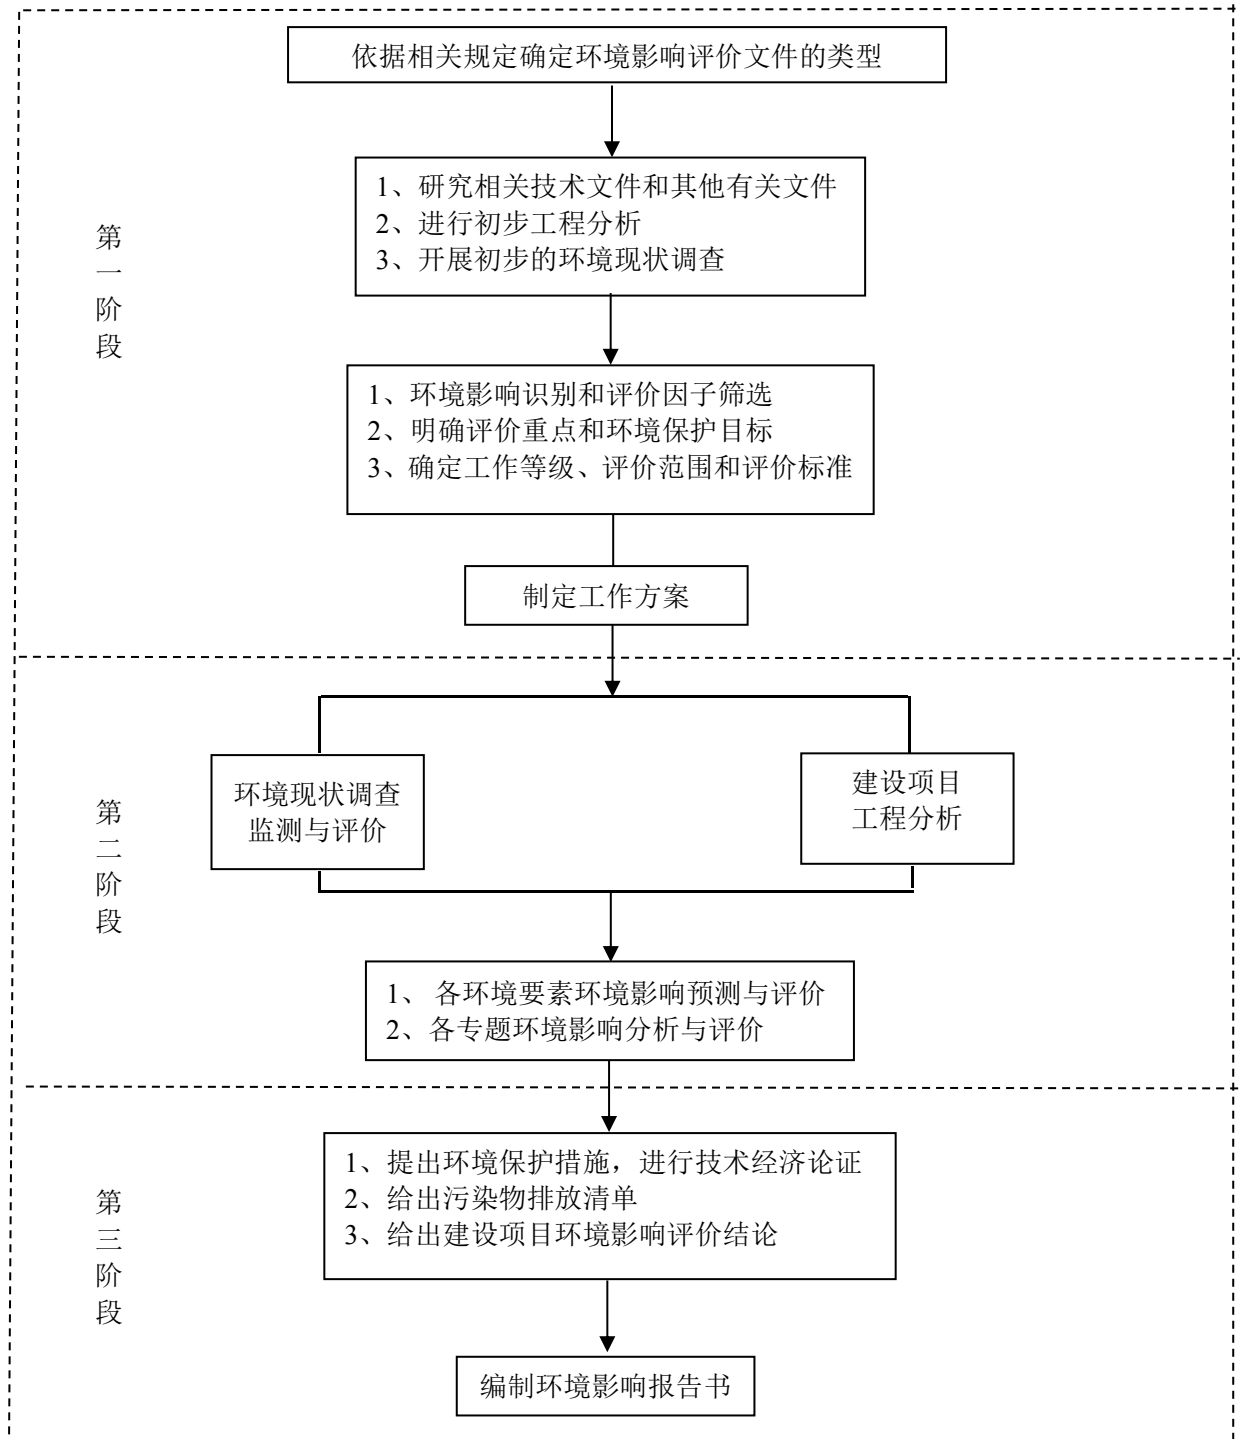 依据相关规定确定环境影响评价文件的类型
1、研究相关技术文件和其他有关文件
2、进行初步工程分析
3、开展初步的环境现状调查
第
一
阶
段
1、环境影响识别和评价因子筛选
2、明确评价重点和环境保护目标
3、确定工作等级、评价范围和评价标准
制定工作方案
环境现状调查
监测与评价
建设项目
工程分析
第
二
阶
段
1、 各环境要素环境影响预测与评价
2、各专题环境影响分析与评价
1、提出环境保护措施，进行技术经济论证
2、给出污染物排放清单
3、给出建设项目环境影响评价结论
第
三
阶
段
编制环境影响报告书